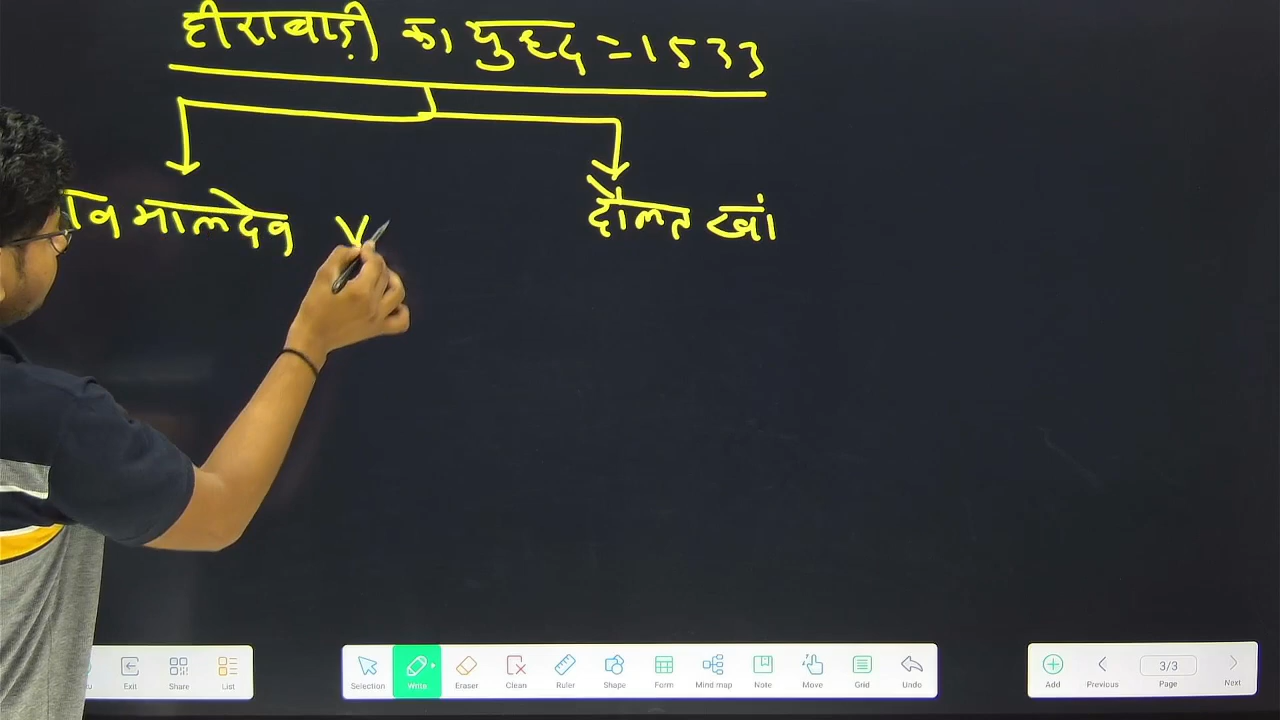 हीराबाड़ी का युद्ध = 1533
व मालदेव V दौलत खां
Exit Share List Selection Write Eraser Clean Ruler Shape Form Mind map Note Move Grid Undo Add Previous 3/3 Page Next